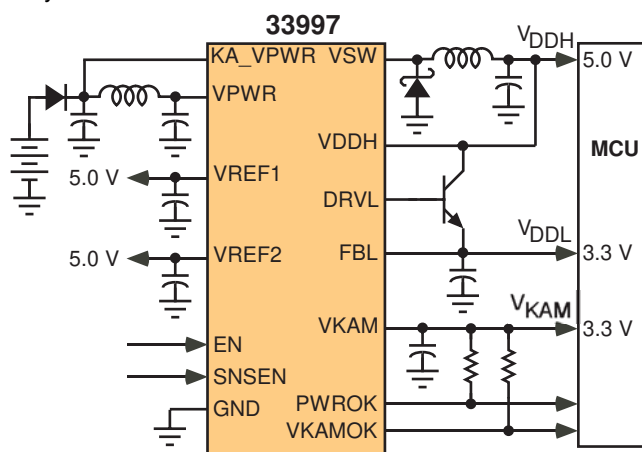 33997
KA_VPWR VSW
VDDH
5.0 V
VPWR
MCU
VDDH
5.0 V VREF1
DRVL
VDDL
5.0 V VREF2
FBL
3.3 V
VKAM
VKAM
3.3 V
EN
SNSEN
GND
PWROK
VKAMOK